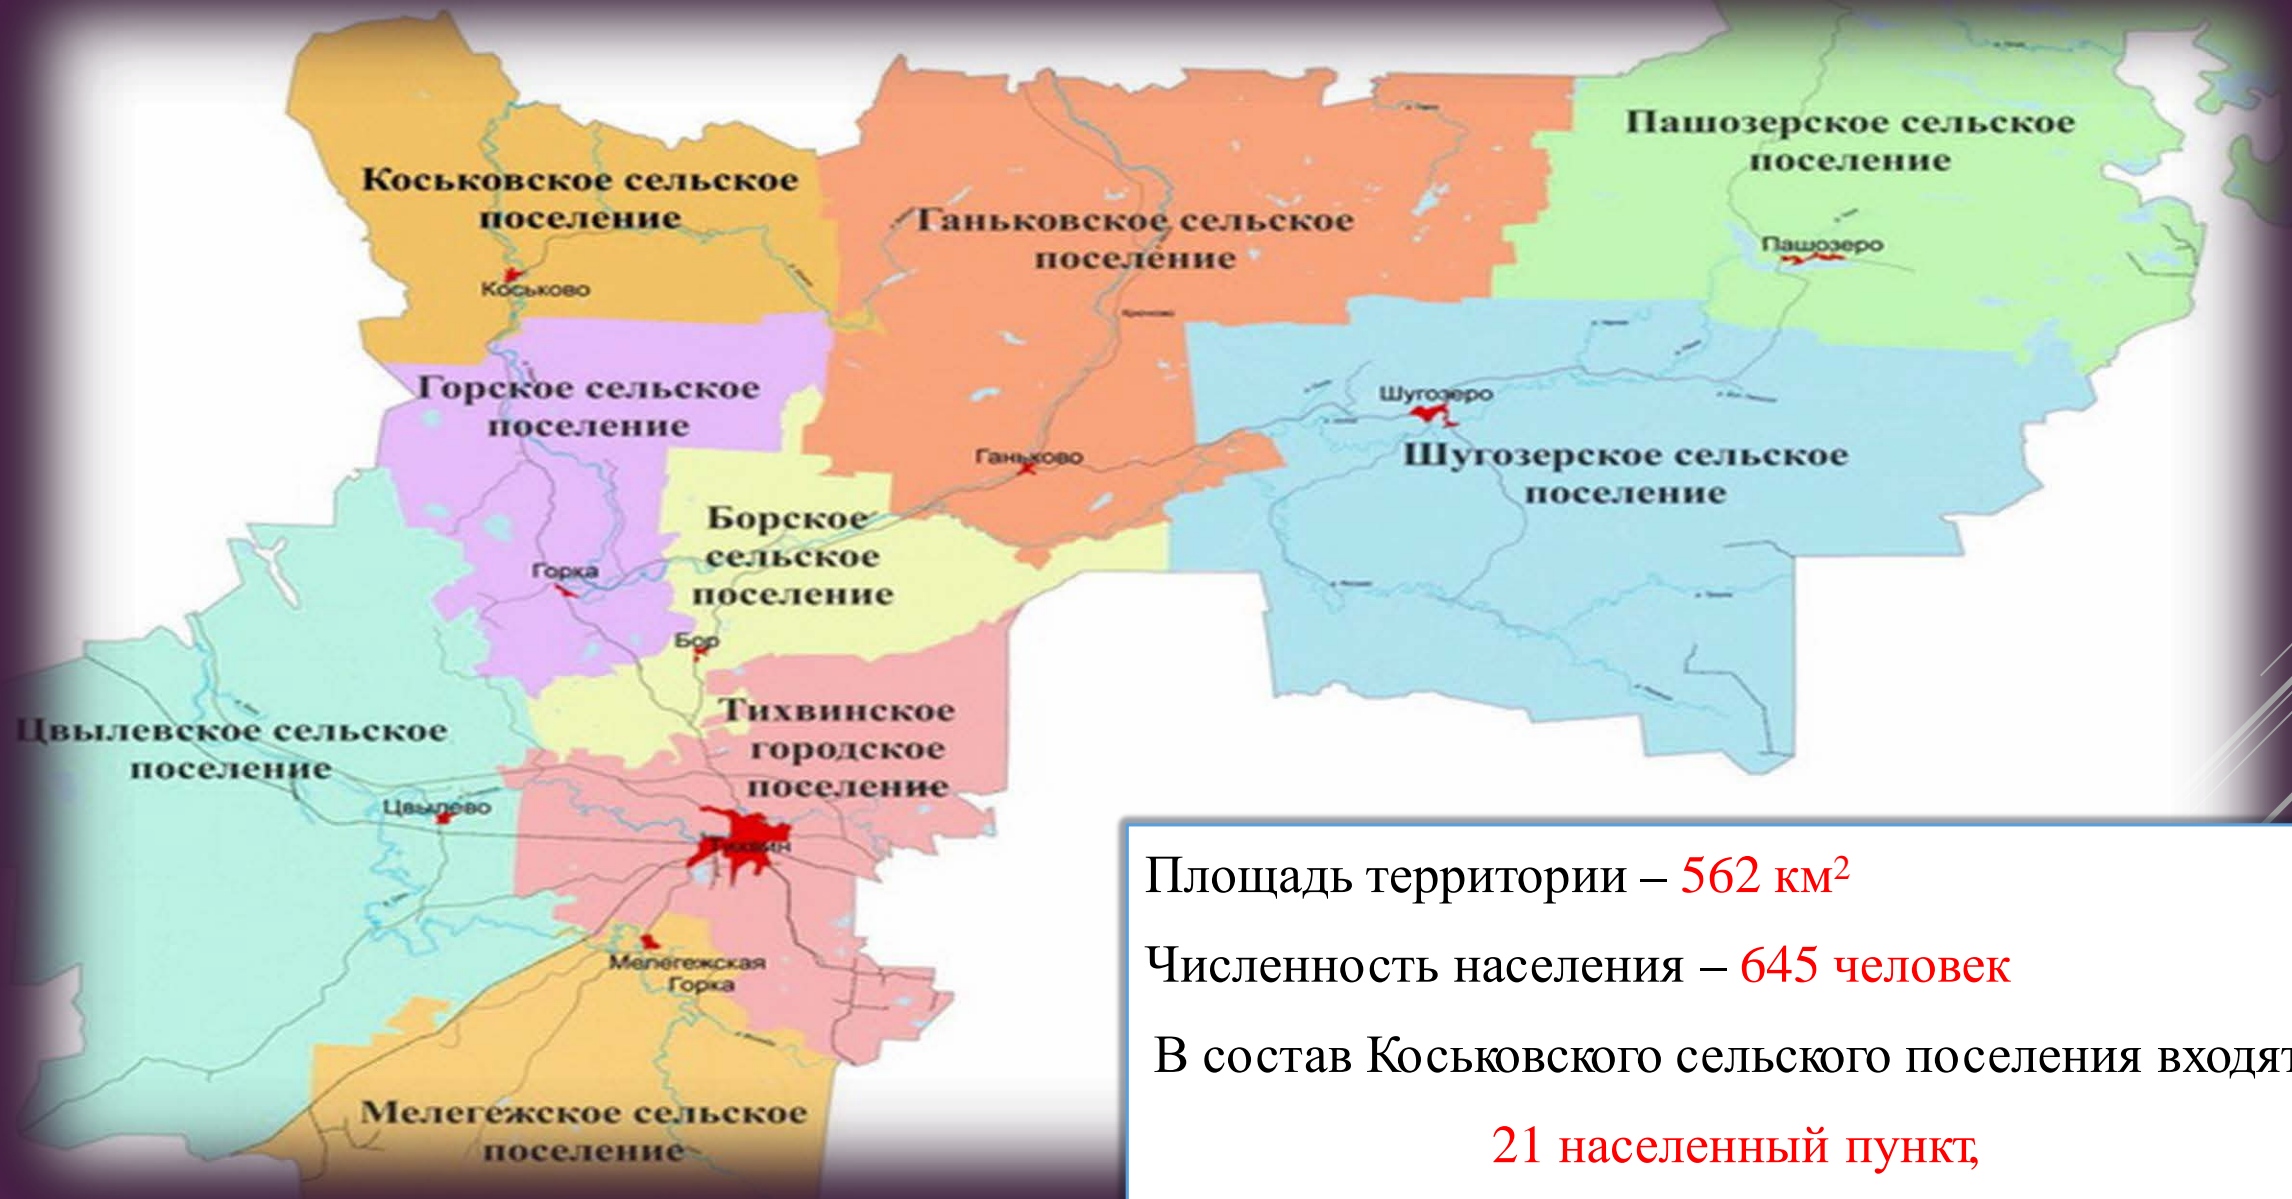 Пашозерское сельское
поселение
Коськовское сельское
поселение
Ганьковское сельское
поселение
Пашозеро
Коськово
Крючково
Горское сельское
поселение
Шугозеро
Шугозерское сельское
поселение
Ганьково
Борское
сельское
поселение
Горка
Бор
Тихвинское
городское
поселение
Цвылевское сельское
поселение
Цвылево
Тихвин
Мелегежская
Горка
Мелегежское сельское
поселение
Площадь территории – 562 км²
Численность населения – 645 человек
В состав Коськовского сельского поселения входят
21 населенный пункт,